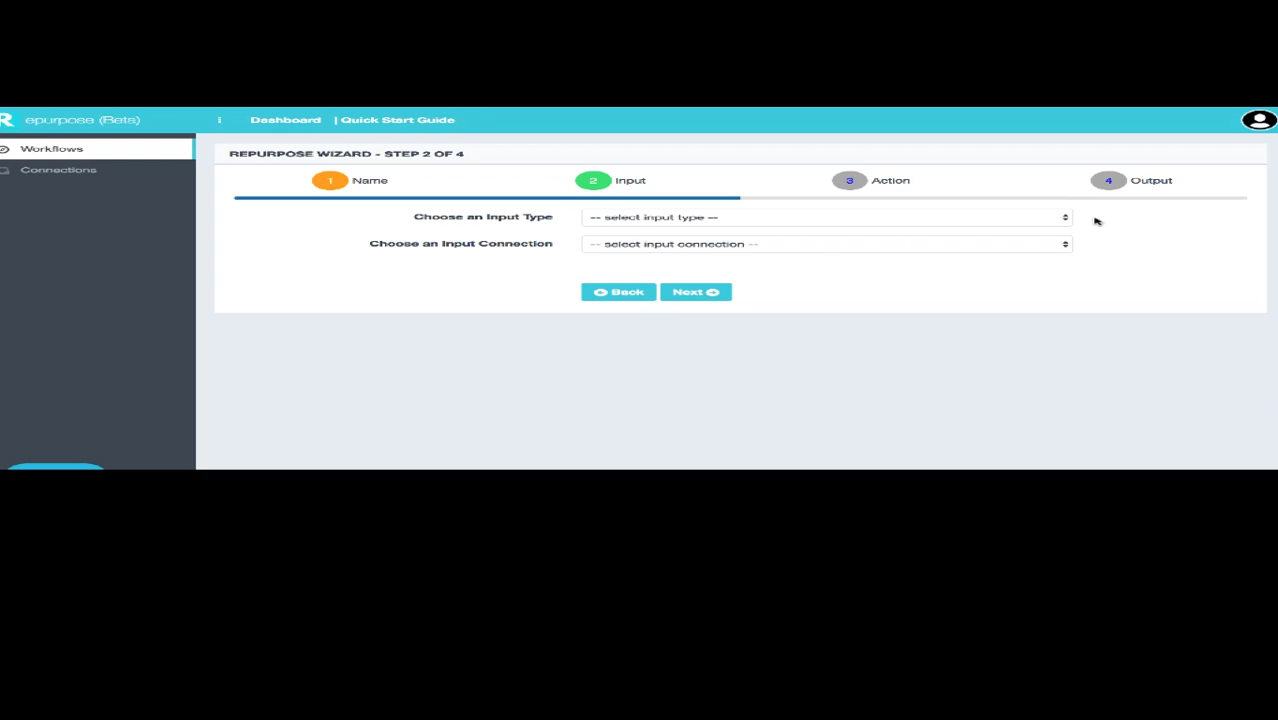 R epurpose (Beta) i Dashboard | Quick Start Guide
Workflows
Connections
REPURPOSE WIZARD - STEP 2 OF 4
1 Name 2 Input 3 Action 4 Output
Choose an Input Type -- select input type --
Choose an Input Connection -- select input connection --
Back Next